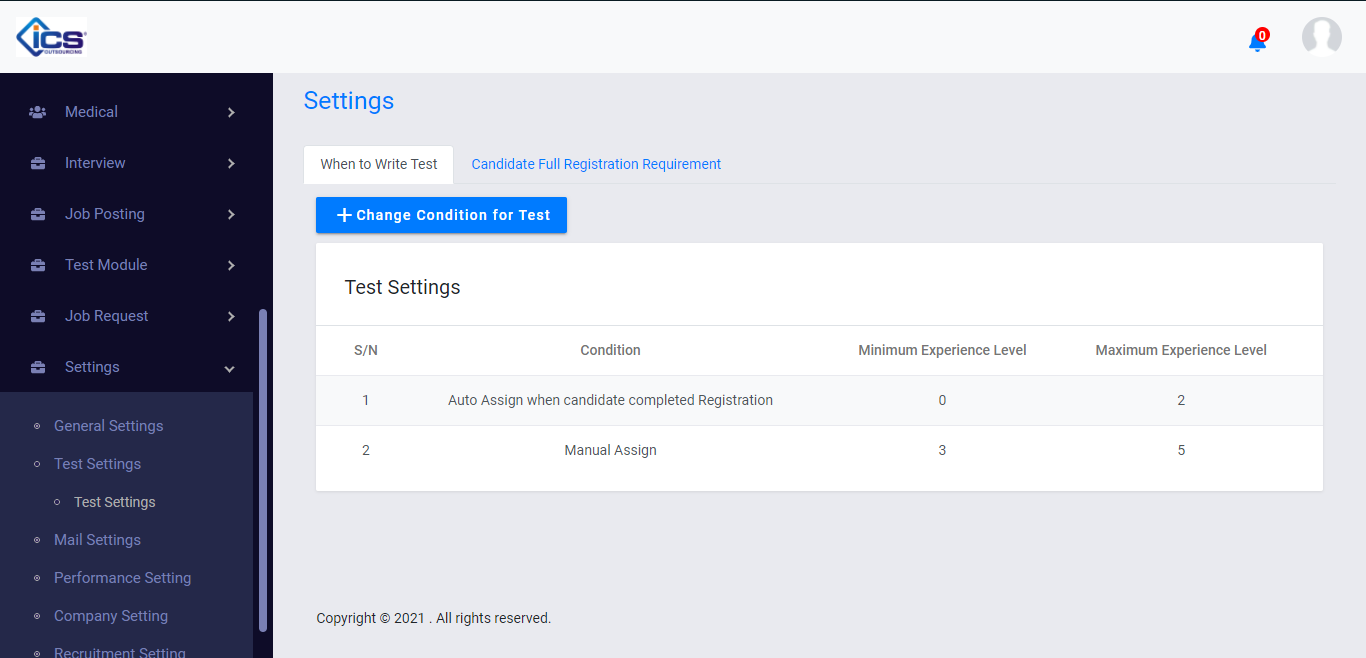 iCS
OUTSOURCING
0
Medical
Interview
Job Posting
Test Module
Job Request
Settings
General Settings
Test Settings
Test Settings
Mail Settings
Performance Setting
Company Setting
Recruitment Setting
Settings
When to Write Test Candidate Full Registration Requirement
+ Change Condition for Test
Test Settings
S/N Condition Minimum Experience Level Maximum Experience Level
1 Auto Assign when candidate completed Registration 0 2
2 Manual Assign 3 5
Copyright © 2021 . All rights reserved.